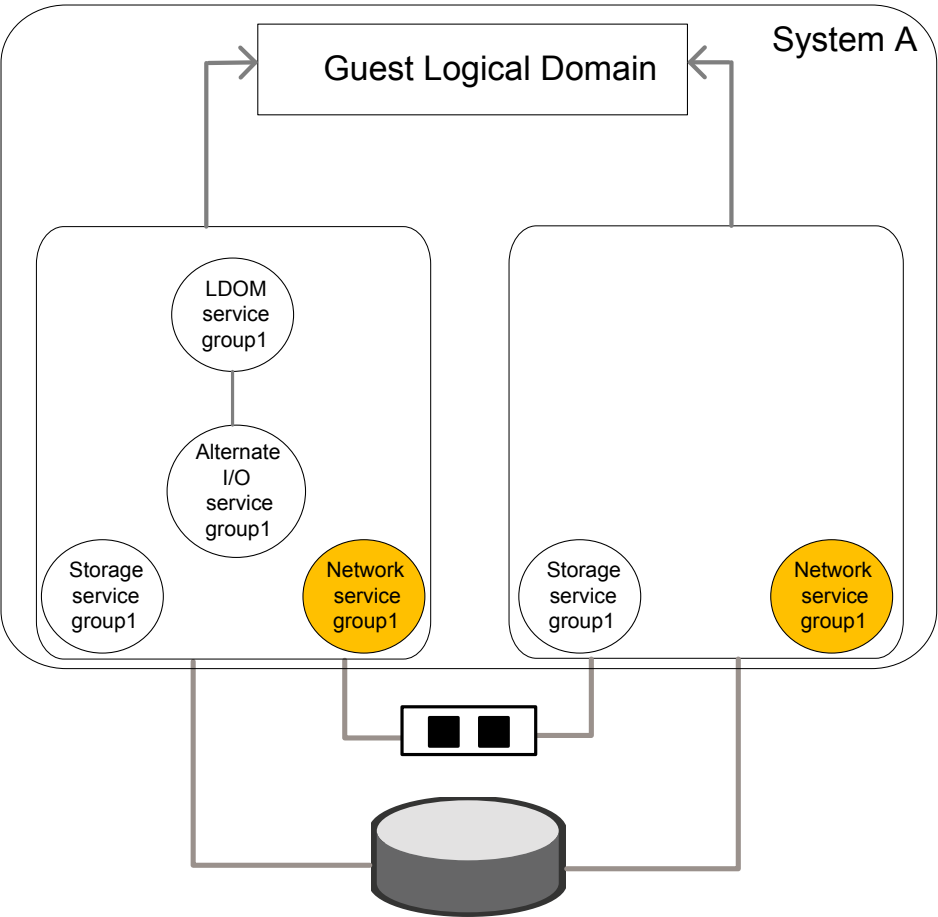 System A
Guest Logical Domain
LDOM
service
group1
Alternate
I/O
service
group1
Storage
service
group1
Network
service
group1
Storage
service
group1
Network
service
group1